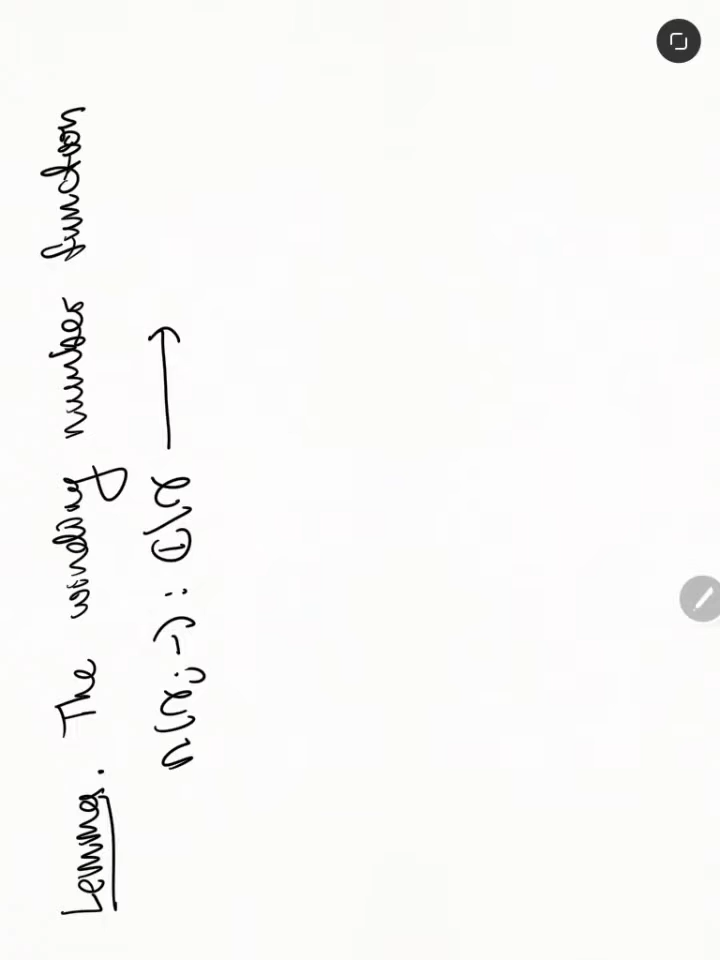 Lemma. The winding number function
n(γ; –) : ℂ\γ ⟶